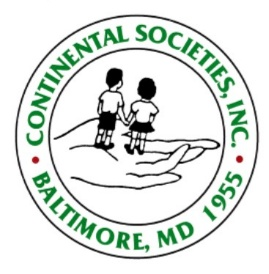 CONTINENTAL SOCIETIES, INC.
BALTIMORE, MD 1955